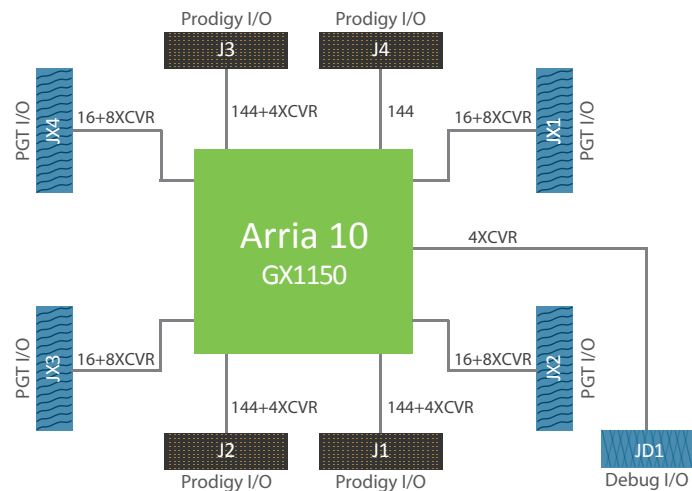 Prodigy I/O
Prodigy I/O
J3
J4
PGT I/O
JX4
16+8XCVR
144+4XCVR
144
16+8XCVR
JX1
PGT I/O
Arria 10
GX1150
4XCVR
PGT I/O
JX3
16+8XCVR
16+8XCVR
JX2
PGT I/O
144+4XCVR
144+4XCVR
J2
J1
JD1
Prodigy I/O
Prodigy I/O
Debug I/O